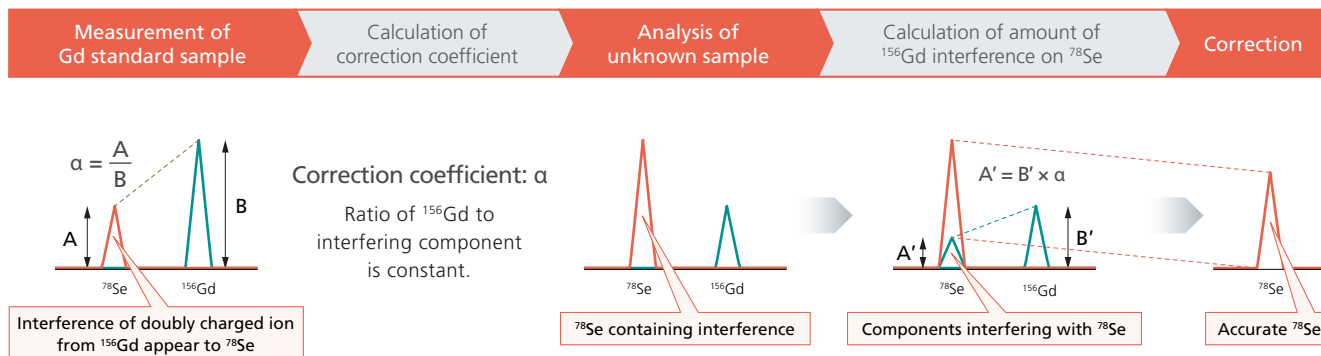 Measurement of
Gd standard sample
Calculation of
correction coefficient
Analysis of
unknown sample
Calculation of amount of
¹⁵⁶Gd interference on ⁷⁸Se
Correction
α = A/B
A
B
⁷⁸Se
¹⁵⁶Gd
Interference of doubly charged ion
from ¹⁵⁶Gd appear to ⁷⁸Se
Correction coefficient: α
Ratio of ¹⁵⁶Gd to
interfering component
is constant.
⁷⁸Se
¹⁵⁶Gd
⁷⁸Se containing interference
A′ = B′ × α
A′
B′
⁷⁸Se
¹⁵⁶Gd
Components interfering with ⁷⁸Se
⁷⁸Se
Accurate ⁷⁸Se